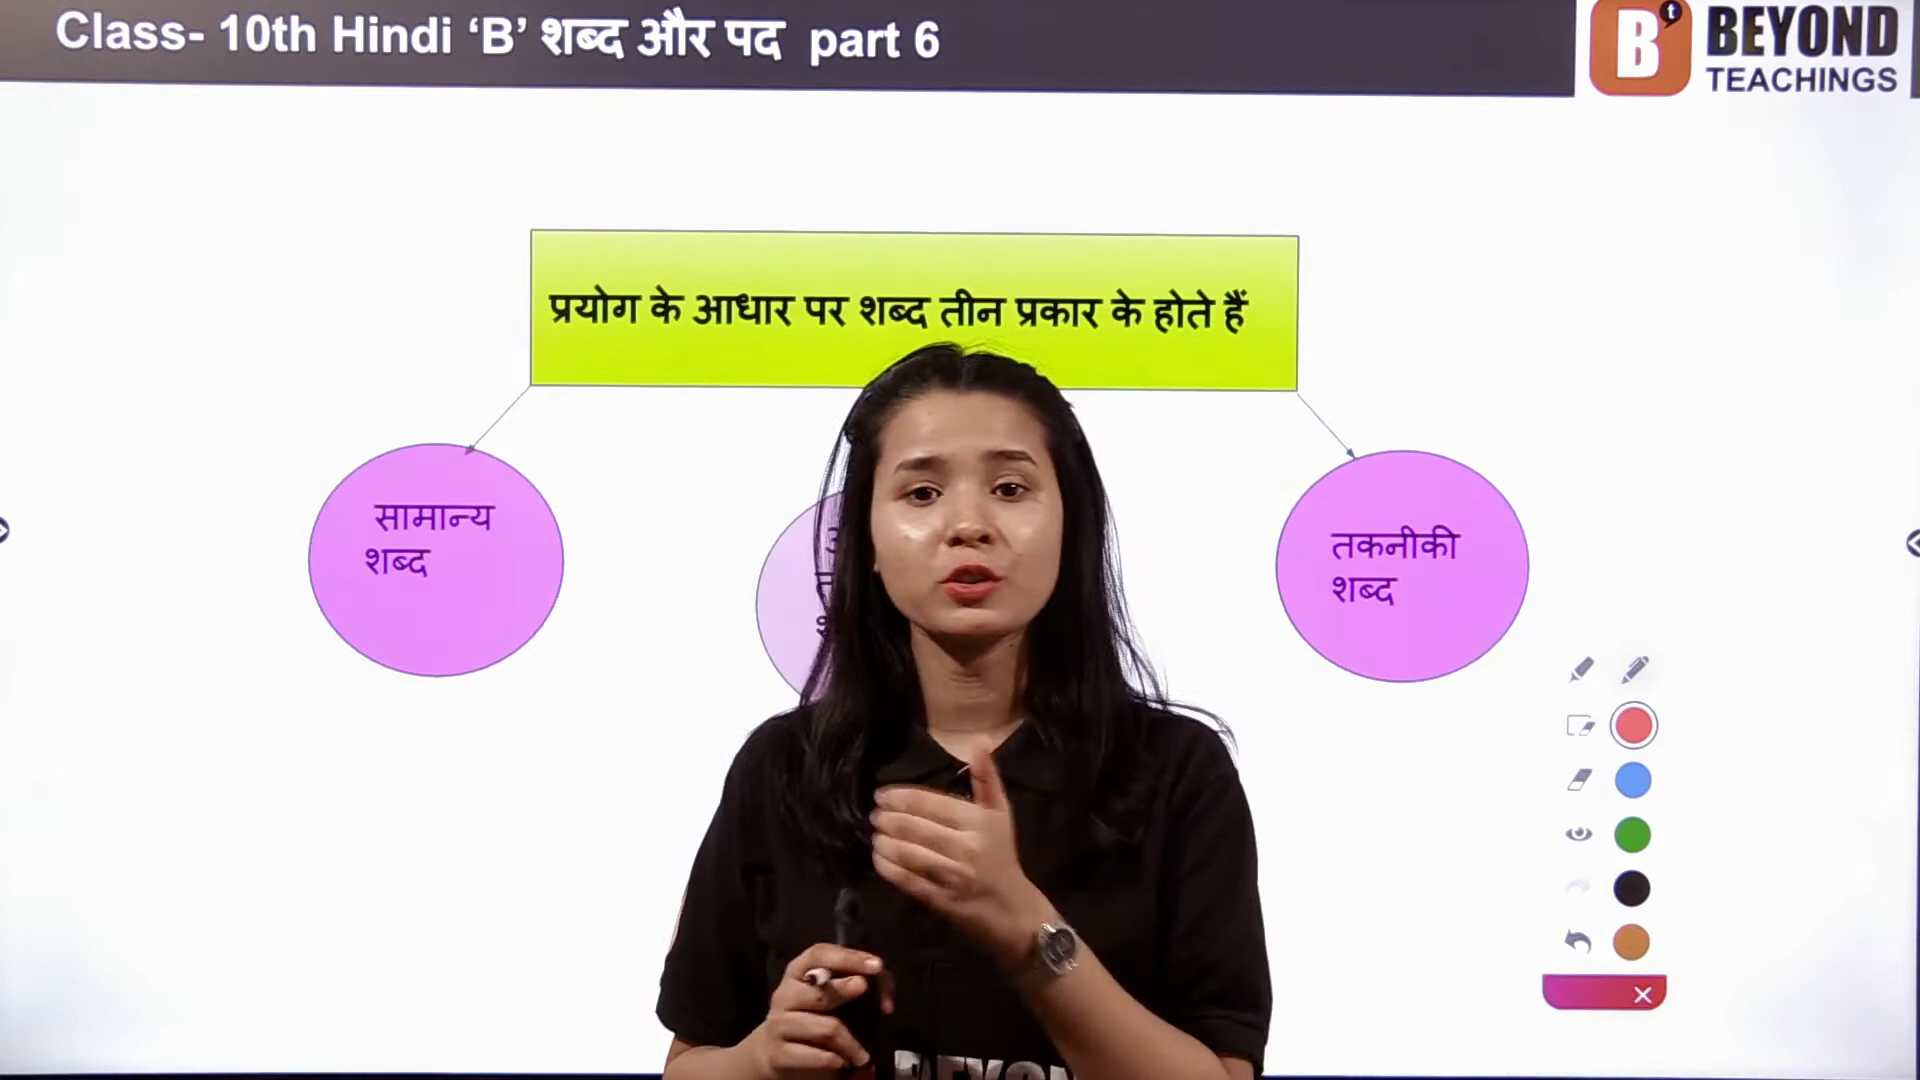 Class- 10th Hindi ‘B’ शब्द और पद part 6
B t
BEYOND
TEACHINGS
प्रयोग के आधार पर शब्द तीन प्रकार के होते हैं
सामान्य
शब्द
तकनीकी
शब्द